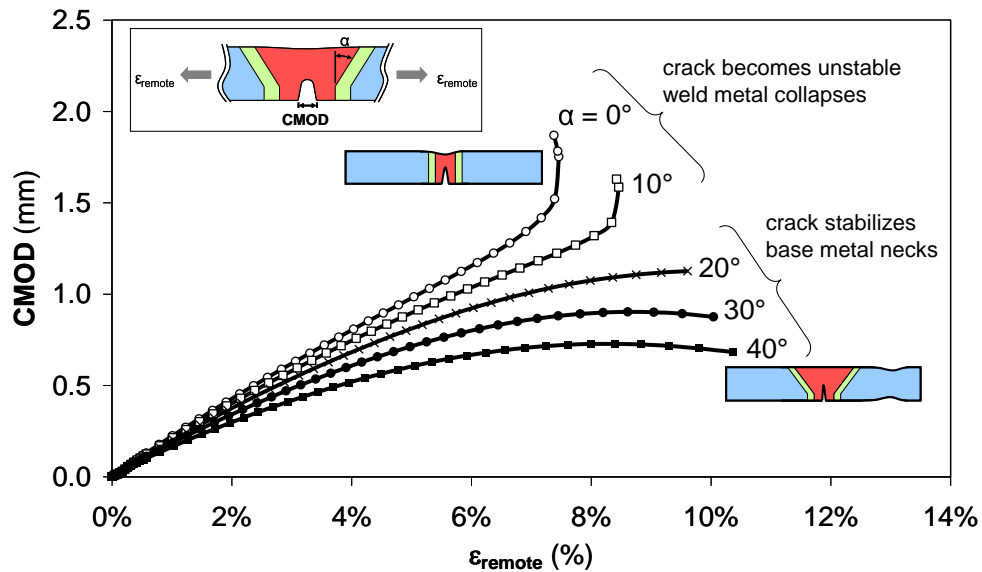 2.5
2.0
1.5
1.0
0.5
0.0
CMOD (mm)
0%
2%
4%
6%
8%
10%
12%
14%
εremote (%)
α
εremote
εremote
CMOD
crack becomes unstable
weld metal collapses
α = 0°
10°
crack stabilizes
base metal necks
20°
30°
40°